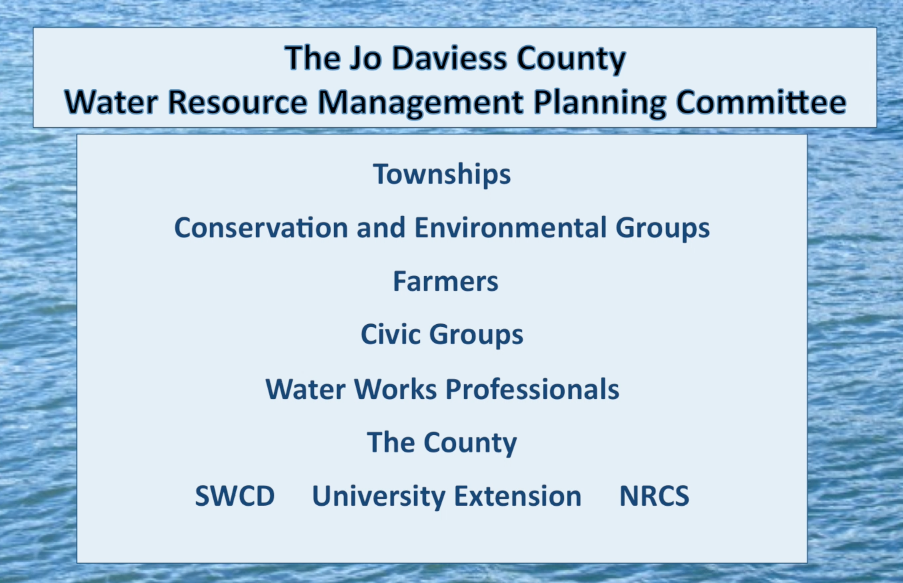 The Jo Daviess County
Water Resource Management Planning Committee
Townships
Conservation and Environmental Groups
Farmers
Civic Groups
Water Works Professionals
The County
SWCD University Extension NRCS